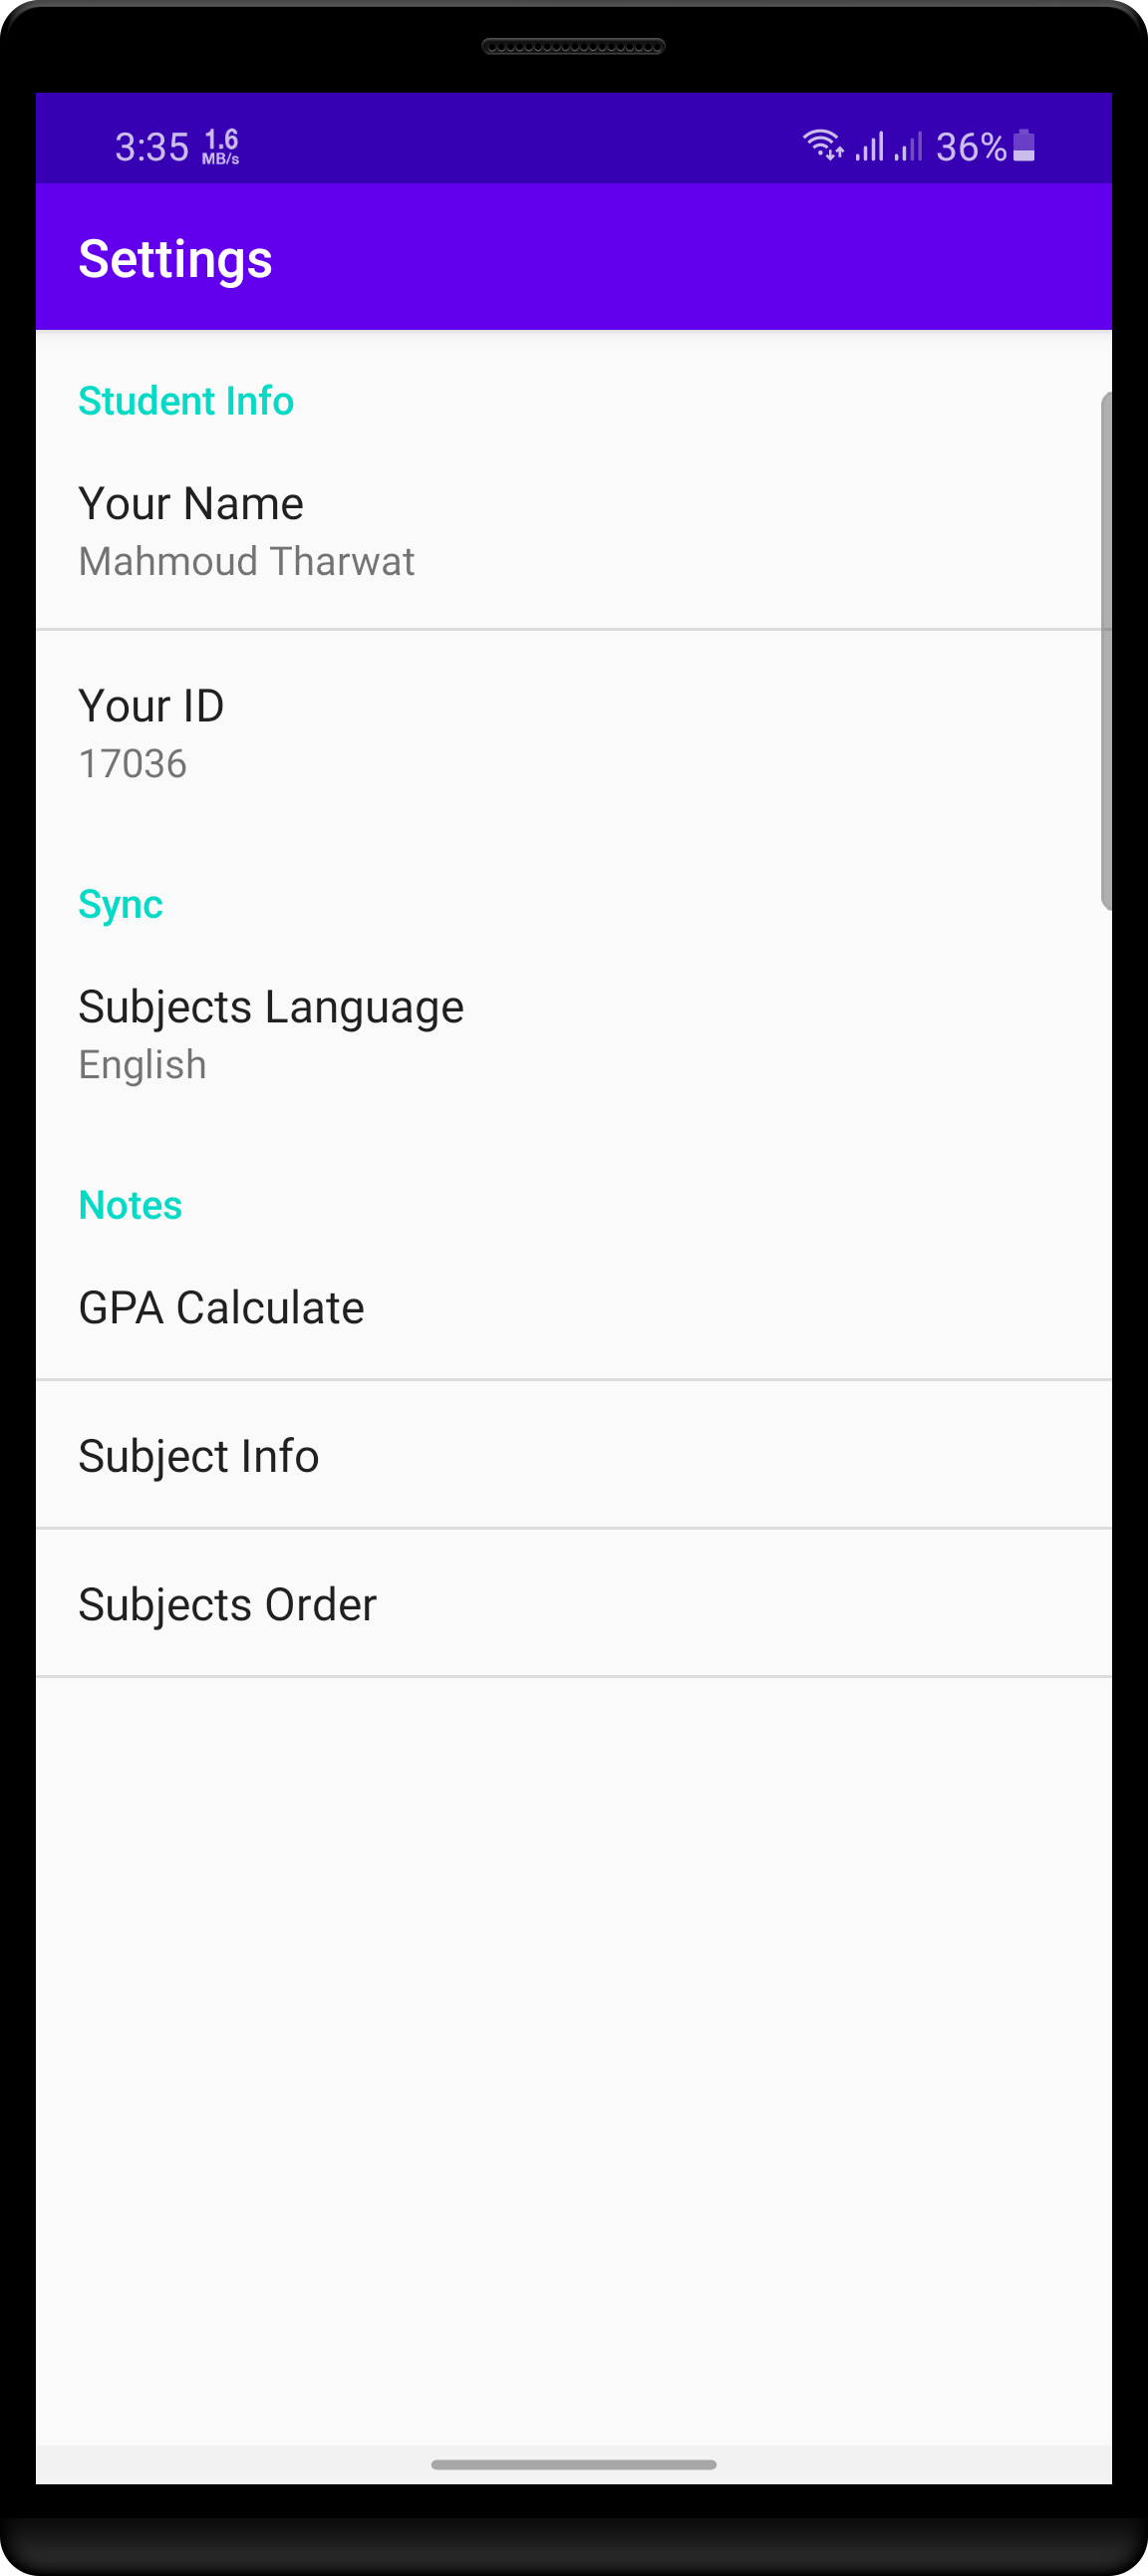 3:35 1.6 MB/s 36%
Settings
Student Info
Your Name
Mahmoud Tharwat
Your ID
17036
Sync
Subjects Language
English
Notes
GPA Calculate
Subject Info
Subjects Order